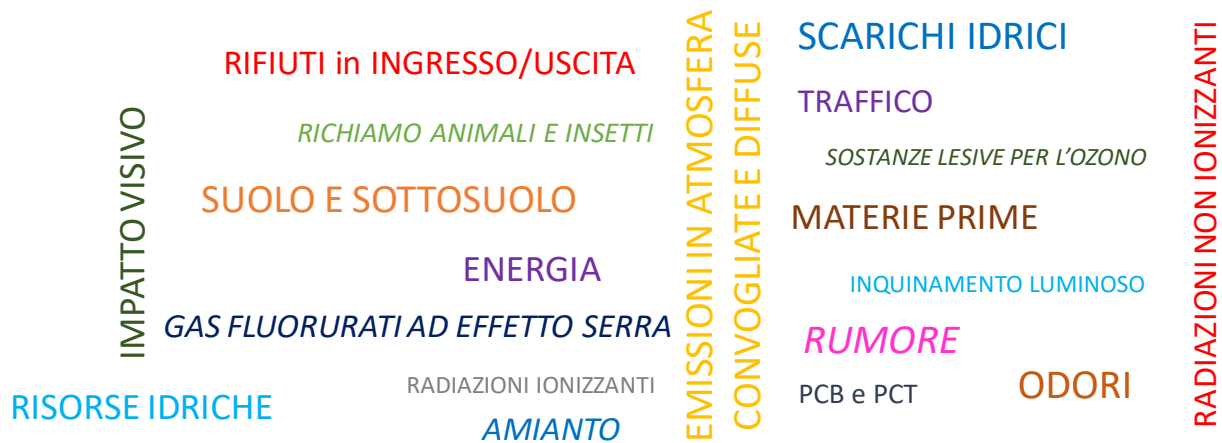 RIFIUTI in INGRESSO/USCITA
RICHIAMO ANIMALI E INSETTI
IMPATTO VISIVO
SUOLO E SOTTOSUOLO
ENERGIA
GAS FLUORURATI AD EFFETTO SERRA
RADIAZIONI IONIZZANTI
RISORSE IDRICHE
AMIANTO
EMISSIONI IN ATMOSFERA
CONVOGLIATE E DIFFUSE
SCARICHI IDRICI
TRAFFICO
SOSTANZE LESIVE PER L'OZONO
MATERIE PRIME
INQUINAMENTO LUMINOSO
RUMORE
PCB e PCT
ODORI
RADIAZIONI NON IONIZZANTI